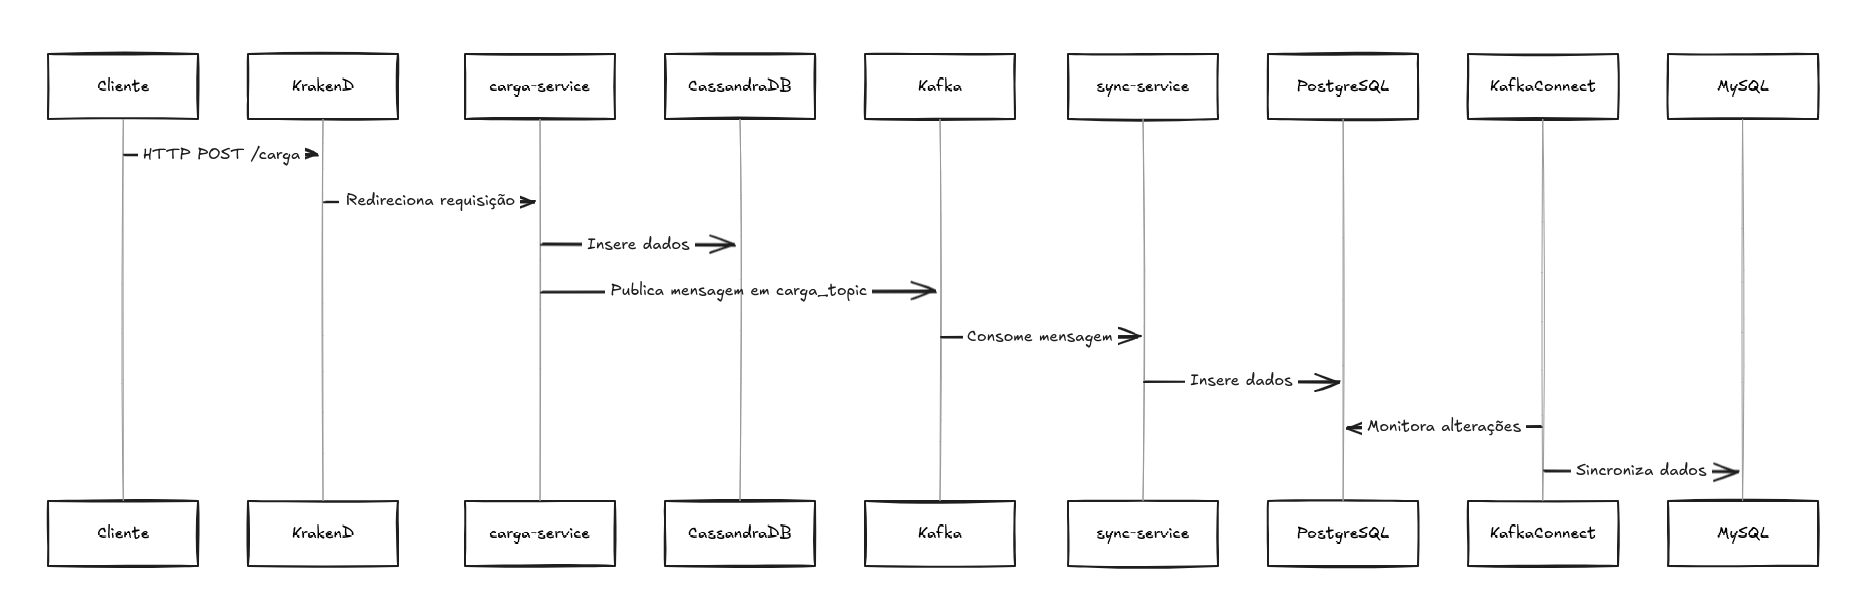 Cliente
KrakenD
carga-service
CassandraDB
Kafka
sync-service
PostgreSQL
KafkaConnect
MySQL
HTTP POST /carga
Redireciona requisição
Insere dados
Publica mensagem em carga_topic
Consome mensagem
Insere dados
Monitora alterações
Sincroniza dados
Cliente
KrakenD
carga-service
CassandraDB
Kafka
sync-service
PostgreSQL
KafkaConnect
MySQL